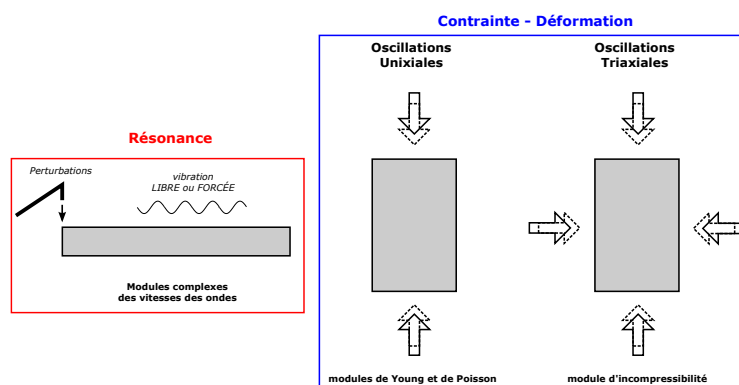 Contrainte - Déformation
Oscillations
Unixiales
Oscillations
Triaxiales
Résonance
Perturbations
vibration
LIBRE ou FORCÉE
Modules complexes
des vitesses des ondes
modules de Young et de Poisson
module d'incompressibilité